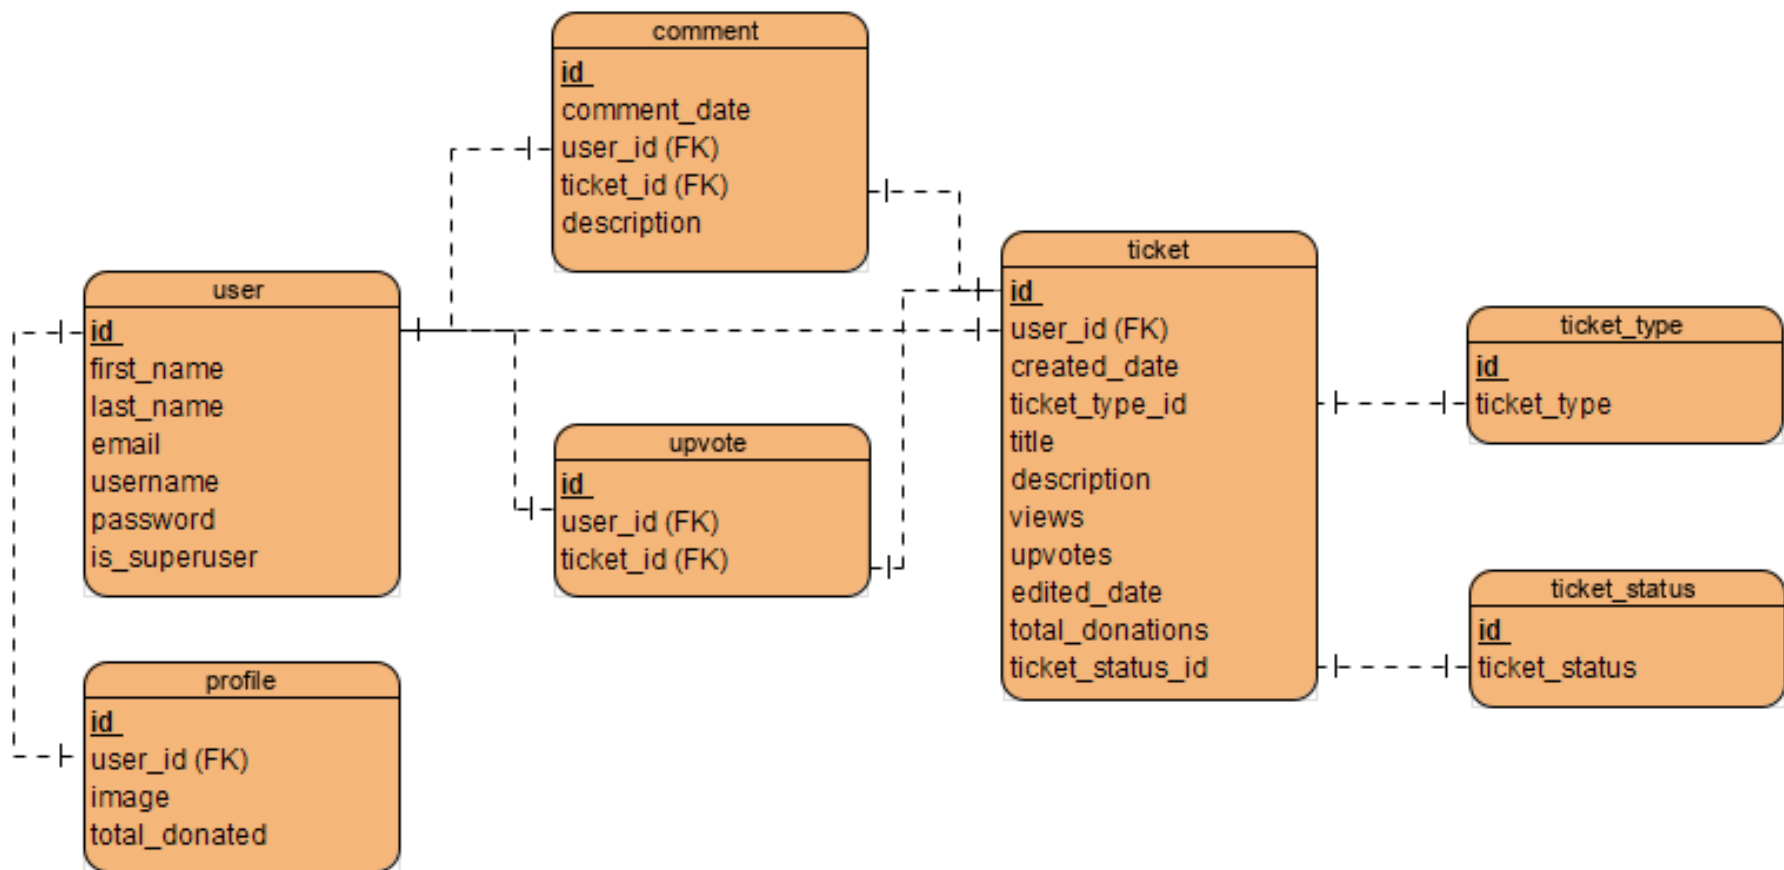 comment
id
comment_date
user_id (FK)
ticket_id (FK)
description
user
id
first_name
last_name
email
username
password
is_superuser
upvote
id
user_id (FK)
ticket_id (FK)
ticket
id
user_id (FK)
created_date
ticket_type_id
title
description
views
upvotes
edited_date
total_donations
ticket_status_id
ticket_type
id
ticket_type
ticket_status
id
ticket_status
profile
id
user_id (FK)
image
total_donated